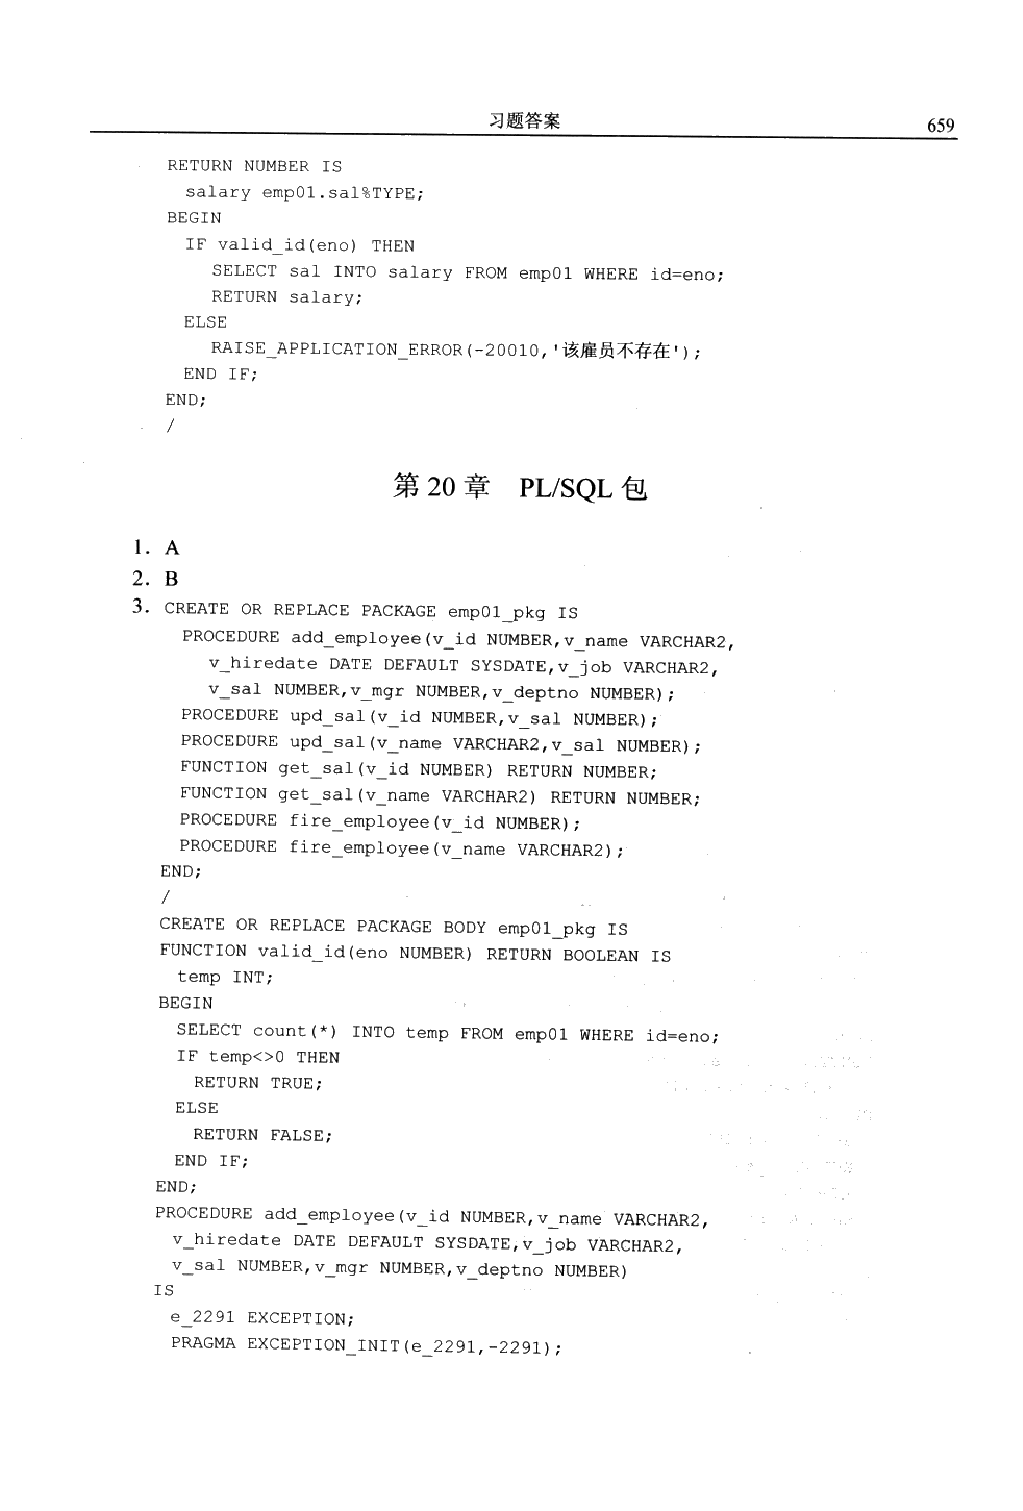 习题答案
659
RETURN NUMBER IS
salary emp01.sal%TYPE;
BEGIN
IF valid_id(eno) THEN
SELECT sal INTO salary FROM emp01 WHERE id=eno;
RETURN salary;
ELSE
RAISE_APPLICATION_ERROR(-20010,'该雇员不存在');
END IF;
END;
/
第 20 章 PL/SQL 包
1. A
2. B
3. CREATE OR REPLACE PACKAGE emp01_pkg IS
PROCEDURE add_employee(v_id NUMBER,v_name VARCHAR2,
v_hiredate DATE DEFAULT SYSDATE,v_job VARCHAR2,
v_sal NUMBER,v_mgr NUMBER,v_deptno NUMBER);
PROCEDURE upd_sal(v_id NUMBER,v_sal NUMBER);
PROCEDURE upd_sal(v_name VARCHAR2,v_sal NUMBER);
FUNCTION get_sal(v_id NUMBER) RETURN NUMBER;
FUNCTION get_sal(v_name VARCHAR2) RETURN NUMBER;
PROCEDURE fire_employee(v_id NUMBER);
PROCEDURE fire_employee(v_name VARCHAR2);
END;
/
CREATE OR REPLACE PACKAGE BODY emp01_pkg IS
FUNCTION valid_id(eno NUMBER) RETURN BOOLEAN IS
temp INT;
BEGIN
SELECT count(*) INTO temp FROM emp01 WHERE id=eno;
IF temp<>0 THEN
RETURN TRUE;
ELSE
RETURN FALSE;
END IF;
END;
PROCEDURE add_employee(v_id NUMBER,v_name VARCHAR2,
v_hiredate DATE DEFAULT SYSDATE,v_job VARCHAR2,
v_sal NUMBER,v_mgr NUMBER,v_deptno NUMBER)
IS
e_2291 EXCEPTION;
PRAGMA EXCEPTION_INIT(e_2291,-2291);